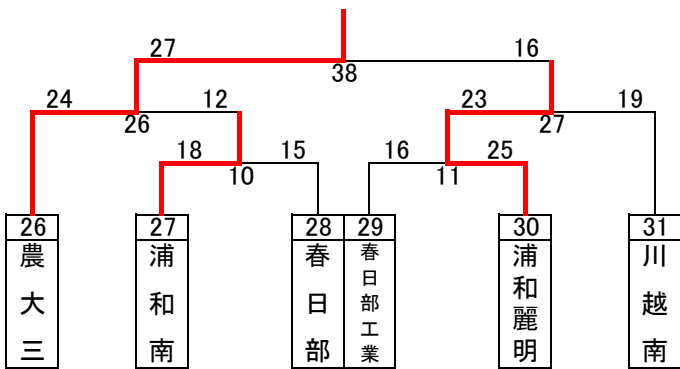 27 16
38
24 12 23 19
26 27
18 15 16 25
10 11
26 27 28 29 30 31
農大三
浦和南
春日部
春日部工業
浦和麗明
川越南